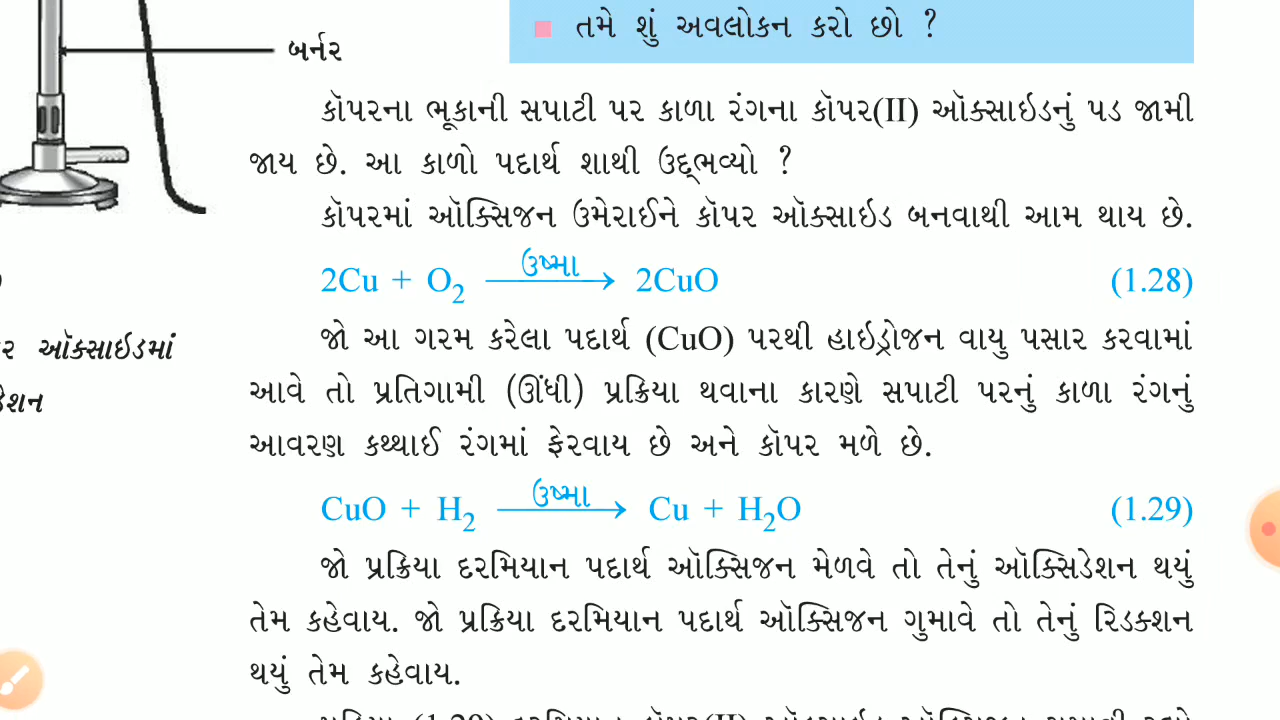 તમે શું અવલોકન કરો છો ?
બર્નર
કૉપરના ભૂકાની સપાટી પર કાળા રંગના કૉપર(II) ઑક્સાઇડનું પડ જામી
જાય છે. આ કાળો પદાર્થ શાથી ઉદ્‌ભવ્યો ?
કૉપરમાં ઑક્સિજન ઉમેરાઈને કૉપર ઑક્સાઇડ બનવાથી આમ થાય છે.
ઉષ્મા
2Cu + O₂ → 2CuO (1.28)
જો આ ગરમ કરેલા પદાર્થ (CuO) પરથી હાઇડ્રોજન વાયુ પસાર કરવામાં
ઑક્સાઇડમાં
આવે તો પ્રતિગામી (ઊંધી) પ્રક્રિયા થવાના કારણે સપાટી પરનું કાળા રંગનું
આવરણ કથ્થાઈ રંગમાં ફેરવાય છે અને કૉપર મળે છે.
ઉષ્મા
CuO + H₂ → Cu + H₂O (1.29)
જો પ્રક્રિયા દરમિયાન પદાર્થ ઑક્સિજન મેળવે તો તેનું ઑક્સિડેશન થયું
તેમ કહેવાય. જો પ્રક્રિયા દરમિયાન પદાર્થ ઑક્સિજન ગુમાવે તો તેનું રિડક્શન
થયું તેમ કહેવાય.